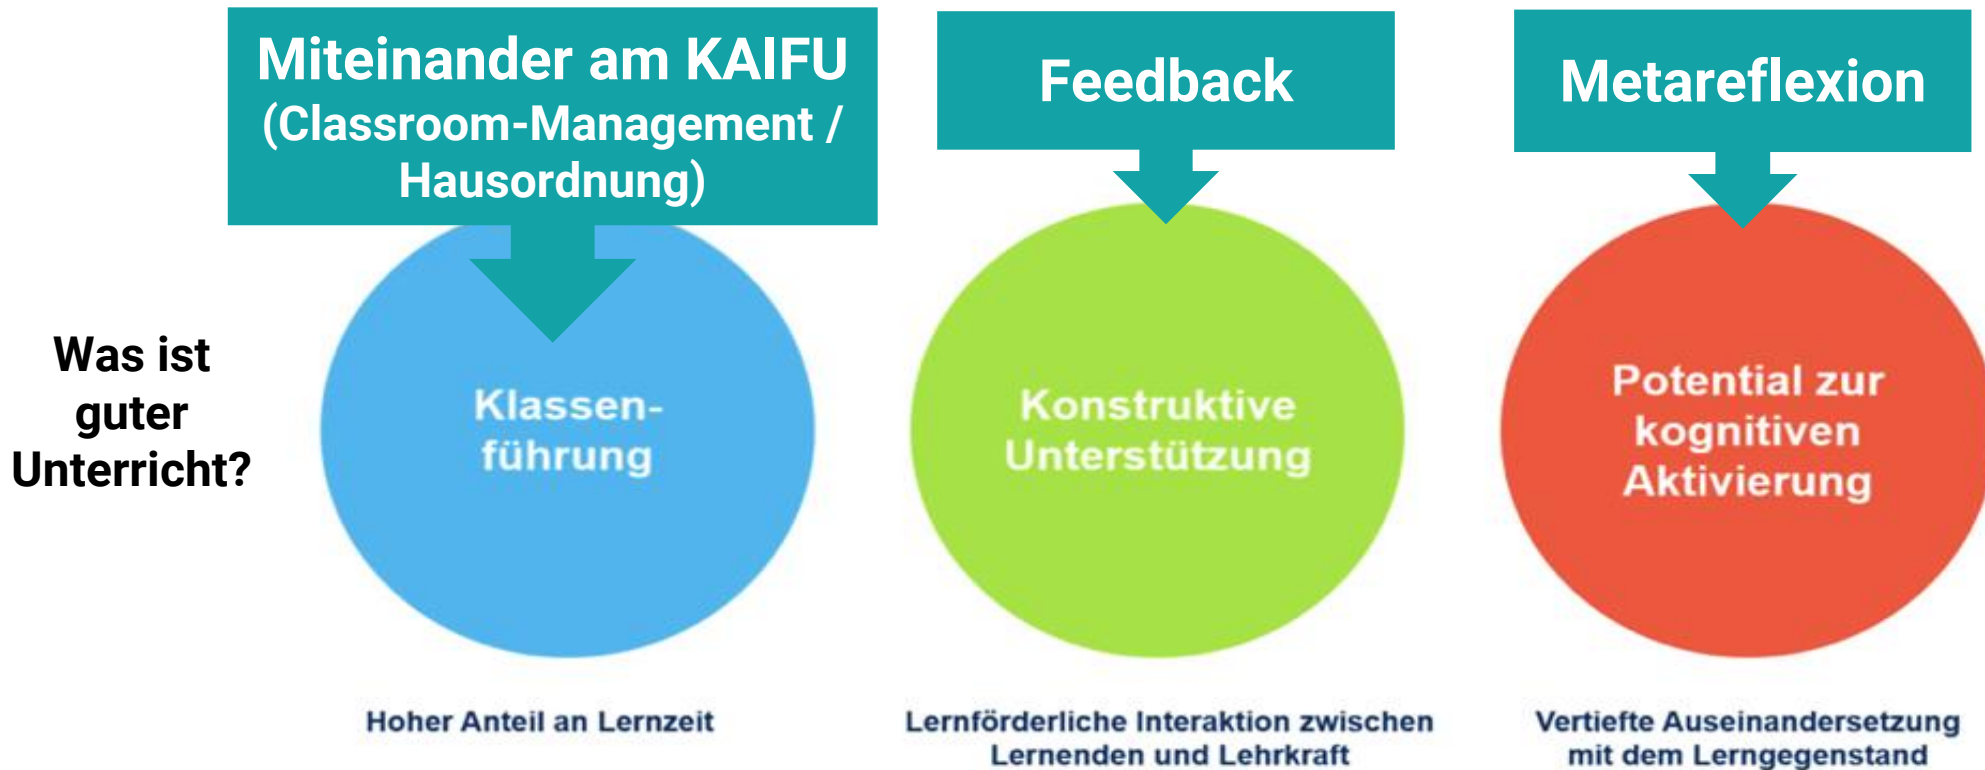 Miteinander am KAIFU
(Classroom-Management /
Hausordnung)
Feedback
Metareflexion
Was ist
guter
Unterricht?
Klassen-
führung
Konstruktive
Unterstützung
Potential zur
kognitiven
Aktivierung
Hoher Anteil an Lernzeit
Lernförderliche Interaktion zwischen
Lernenden und Lehrkraft
Vertiefte Auseinandersetzung
mit dem Lerngegenstand